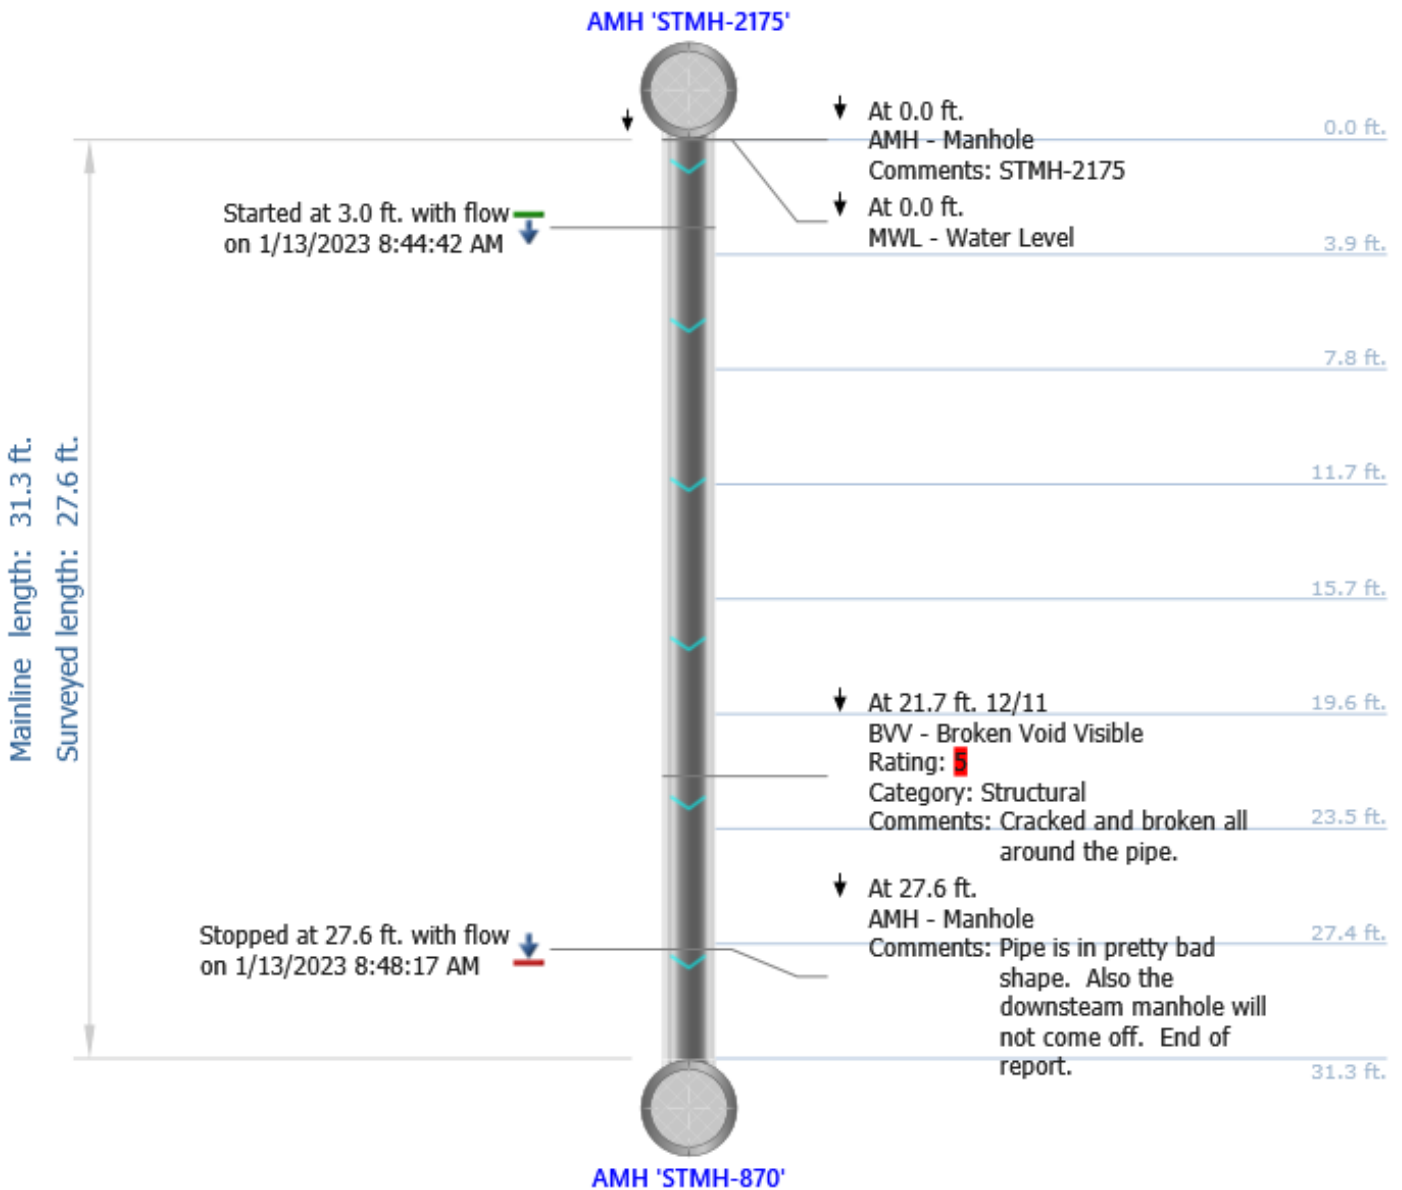 AMH 'STMH-2175'
At 0.0 ft.
AMH - Manhole
Comments: STMH-2175
0.0 ft.
At 0.0 ft.
MWL - Water Level
Started at 3.0 ft. with flow
on 1/13/2023 8:44:42 AM
3.9 ft.
7.8 ft.
11.7 ft.
15.7 ft.
Mainline length: 31.3 ft.
Surveyed length: 27.6 ft.
19.6 ft.
At 21.7 ft. 12/11
BVV - Broken Void Visible
Rating: 5
Category: Structural
Comments: Cracked and broken all
around the pipe.
23.5 ft.
At 27.6 ft.
AMH - Manhole
Comments: Pipe is in pretty bad
shape. Also the
downsteam manhole will
not come off. End of
report.
27.4 ft.
Stopped at 27.6 ft. with flow
on 1/13/2023 8:48:17 AM
31.3 ft.
AMH 'STMH-870'